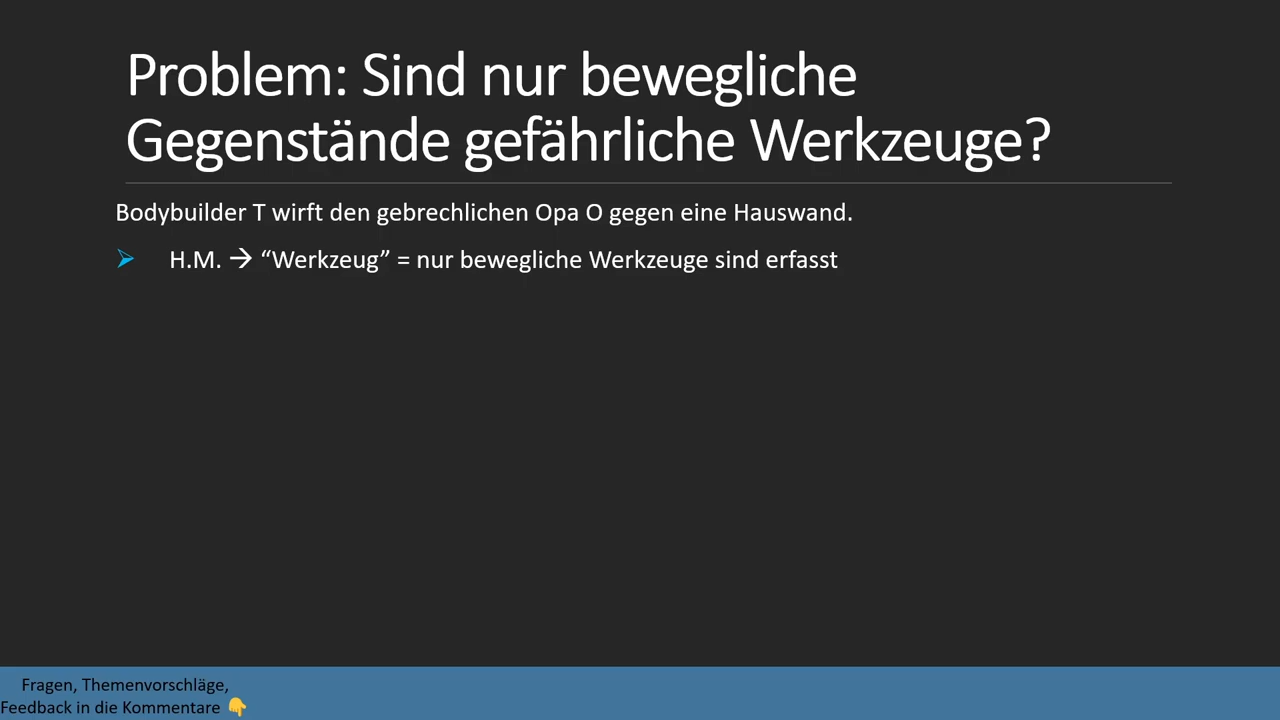 Problem: Sind nur bewegliche
Gegenstände gefährliche Werkzeuge?
Bodybuilder T wirft den gebrechlichen Opa O gegen eine Hauswand.
H.M. → “Werkzeug” = nur bewegliche Werkzeuge sind erfasst
Fragen, Themenvorschläge,
Feedback in die Kommentare 👇